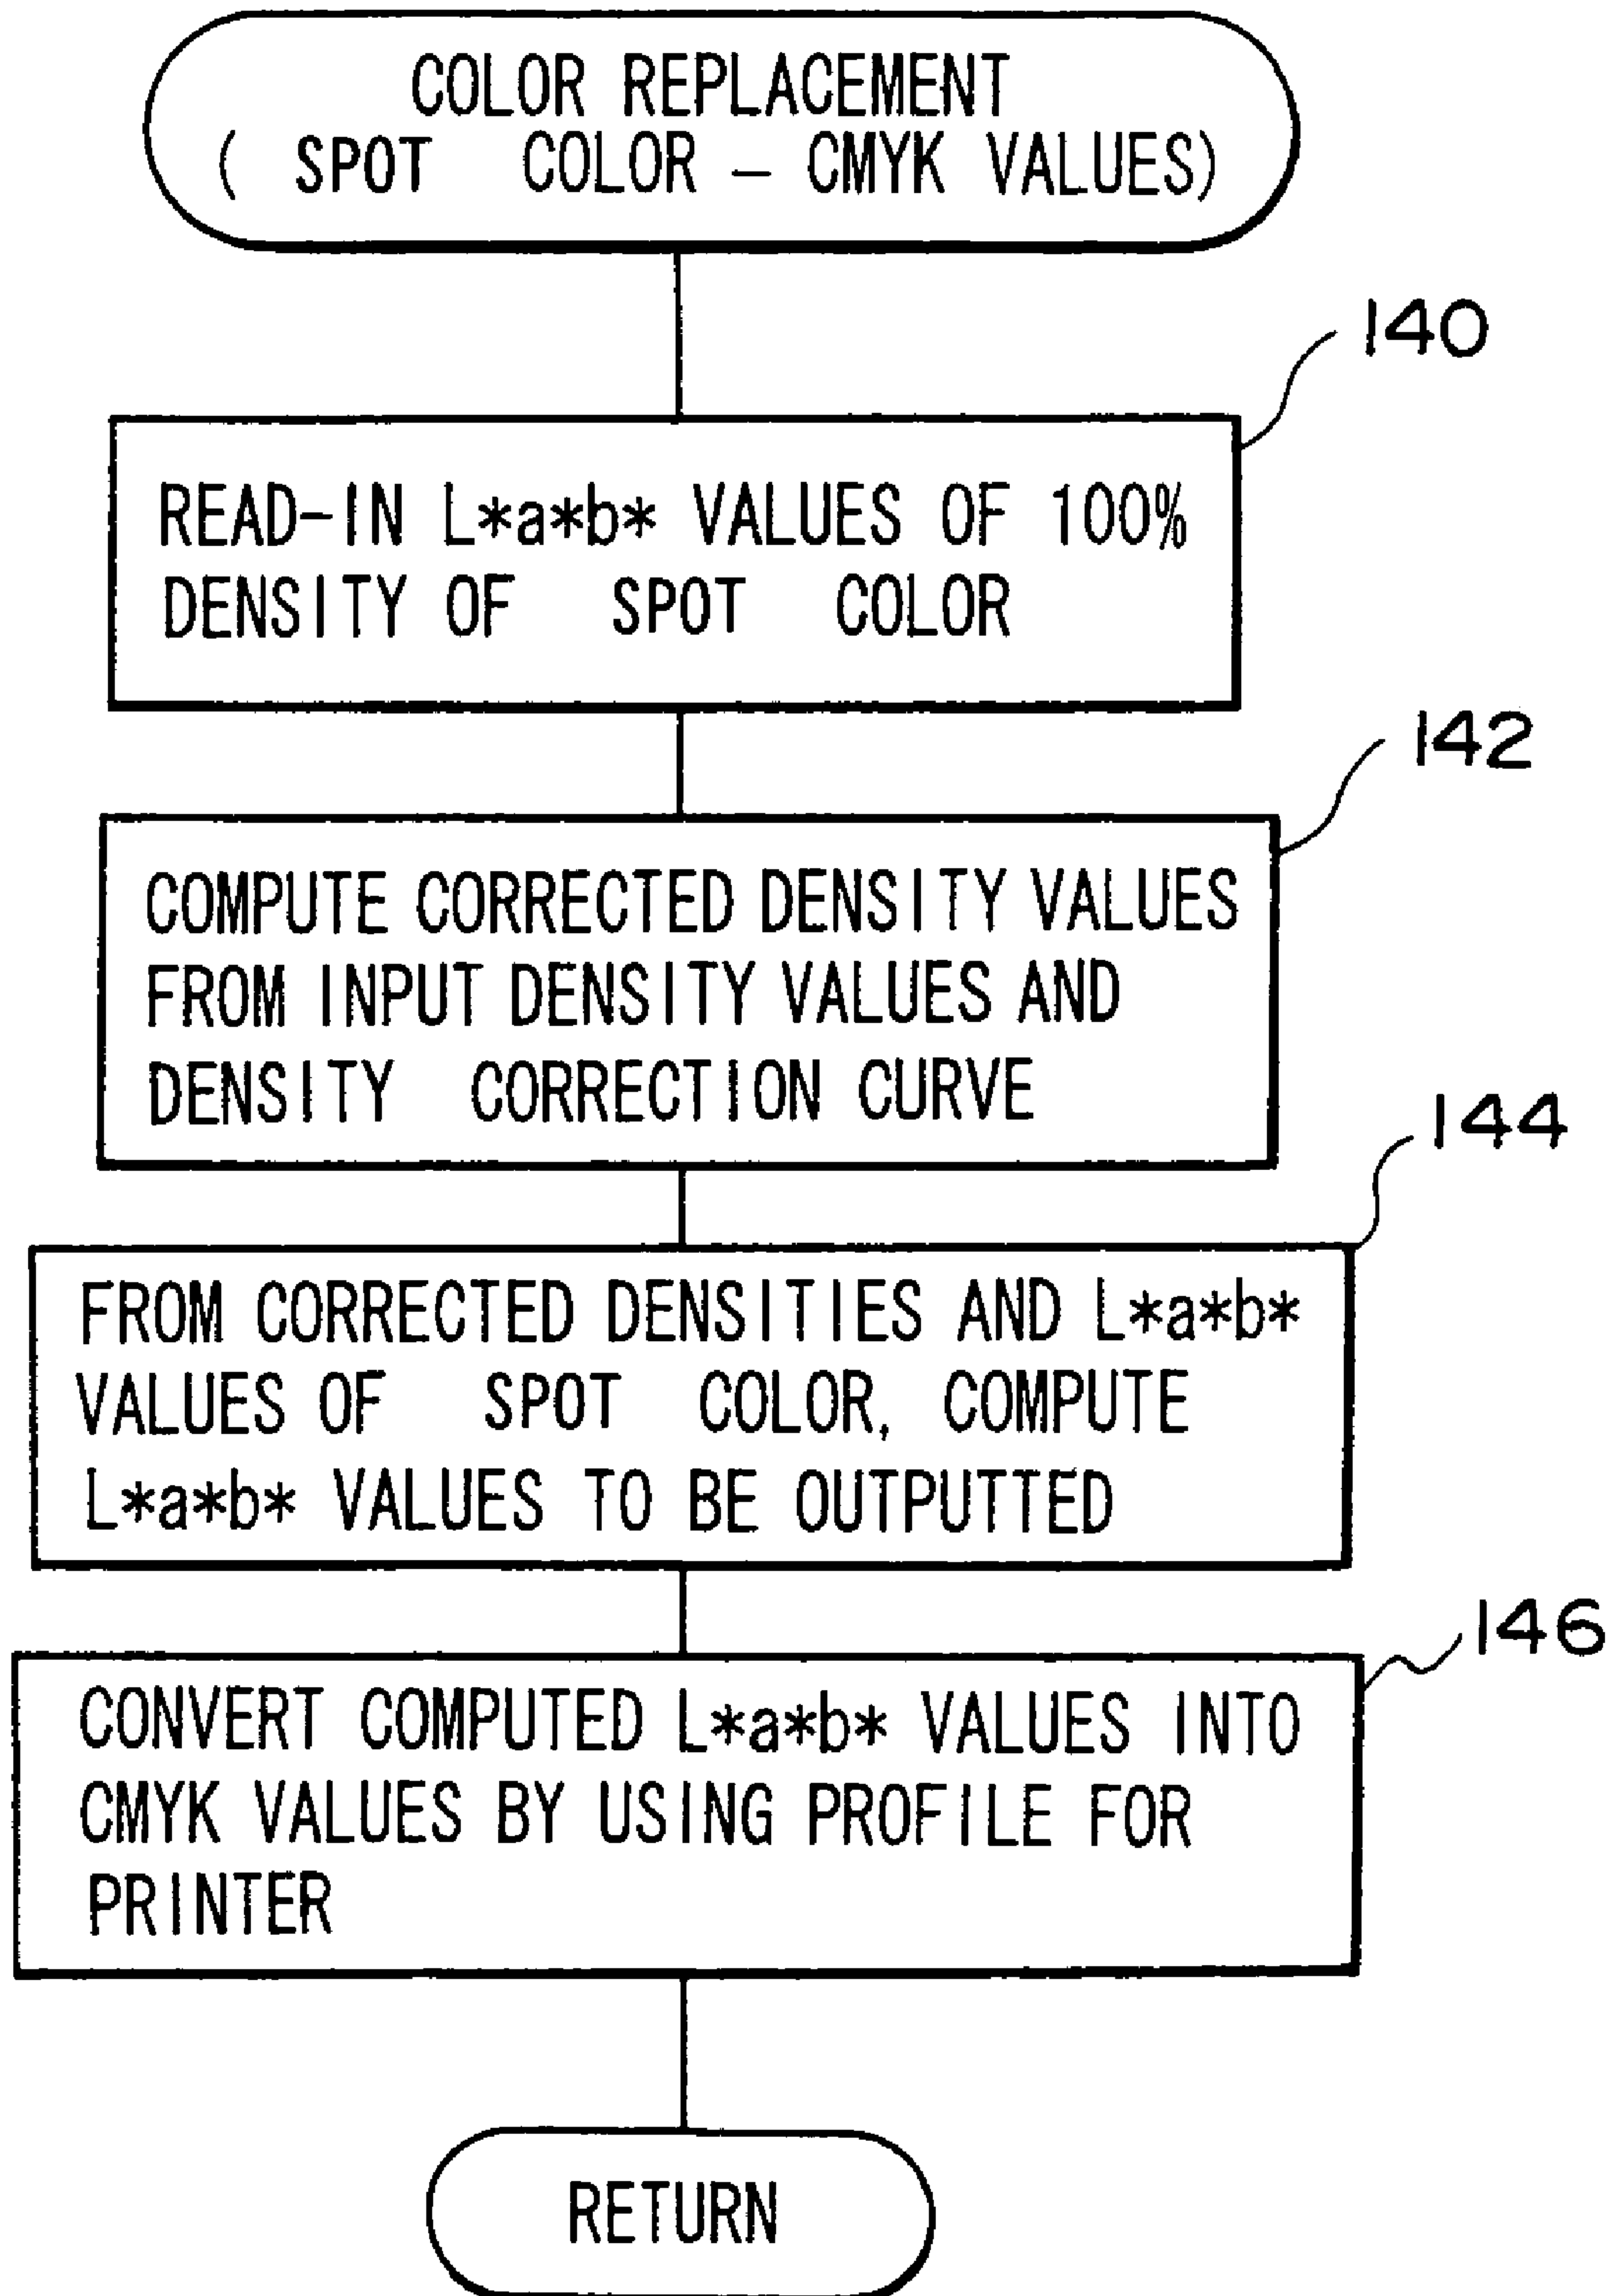 COLOR REPLACEMENT
( SPOT COLOR – CMYK VALUES)
140
READ-IN L*a*b* VALUES OF 100%
DENSITY OF SPOT COLOR
142
COMPUTE CORRECTED DENSITY VALUES
FROM INPUT DENSITY VALUES AND
DENSITY CORRECTION CURVE
144
FROM CORRECTED DENSITIES AND L*a*b*
VALUES OF SPOT COLOR, COMPUTE
L*a*b* VALUES TO BE OUTPUTTED
146
CONVERT COMPUTED L*a*b* VALUES INTO
CMYK VALUES BY USING PROFILE FOR
PRINTER
RETURN